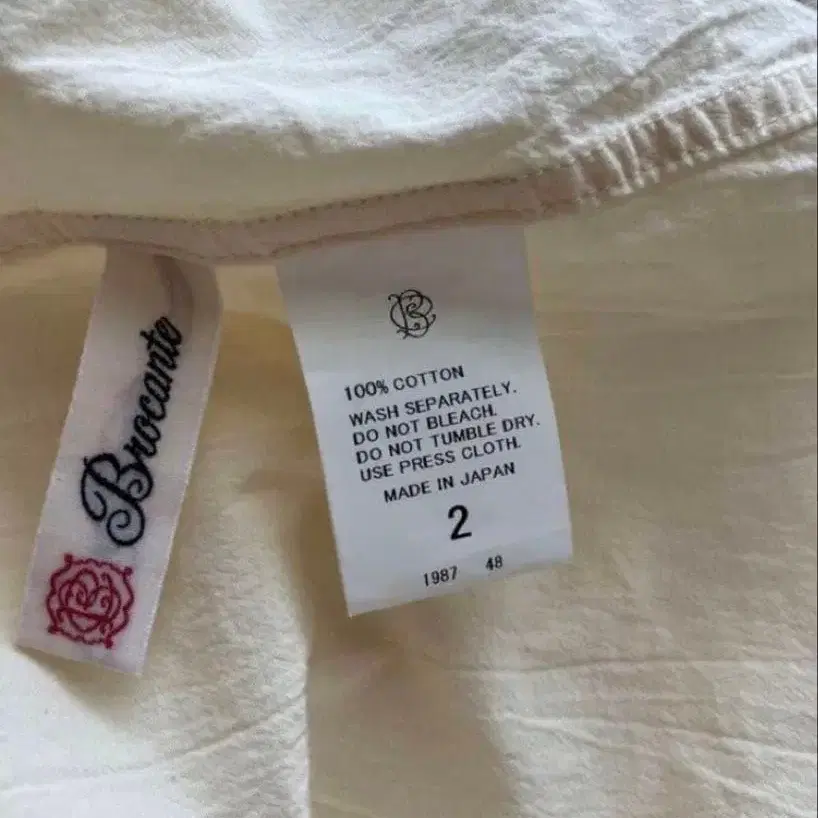 Brocante
100% COTTON
WASH SEPARATELY.
DO NOT BLEACH.
DO NOT TUMBLE DRY.
USE PRESS CLOTH.
MADE IN JAPAN
2
1987 48